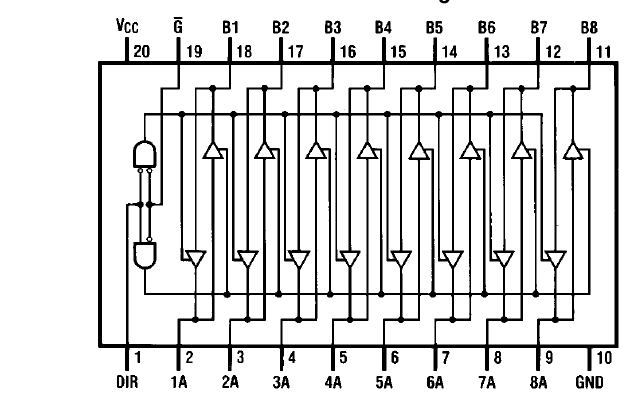 VCC G̅ B1 B2 B3 B4 B5 B6 B7 B8
20 19 18 17 16 15 14 13 12 11
1 2 3 4 5 6 7 8 9 10
DIR 1A 2A 3A 4A 5A 6A 7A 8A GND